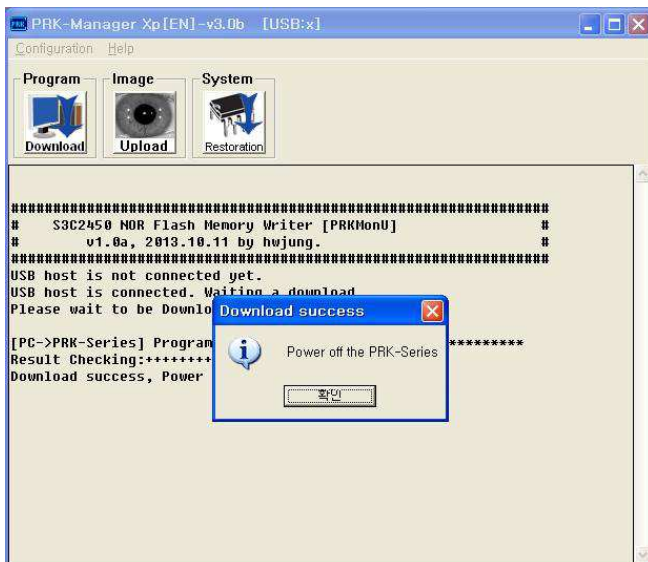 PRK-Manager Xp[EN]-v3.0b [USB:x]
Configuration Help
Program Image System
Download Upload Restoration
################################################################
# S3C2450 NOR Flash Memory Writer [PRKMonU] #
# v1.0a, 2013.10.11 by hwjung. #
################################################################
USB host is not connected yet.
USB host is connected. Waiting a download
Please wait to be Downlo
Download success
[PC->PRK-Series] Program *********
Power off the PRK-Series
Result Checking:++++++++
Download success, Power
확인